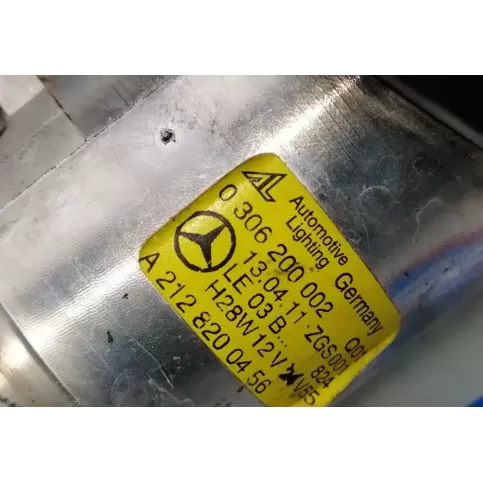 AL Automotive
Lighting Germany
0 306 200 002 Q01
13.04.11 ZGS001
LE 03 B... 824
H28W 12V V55
A 212 820 04 56